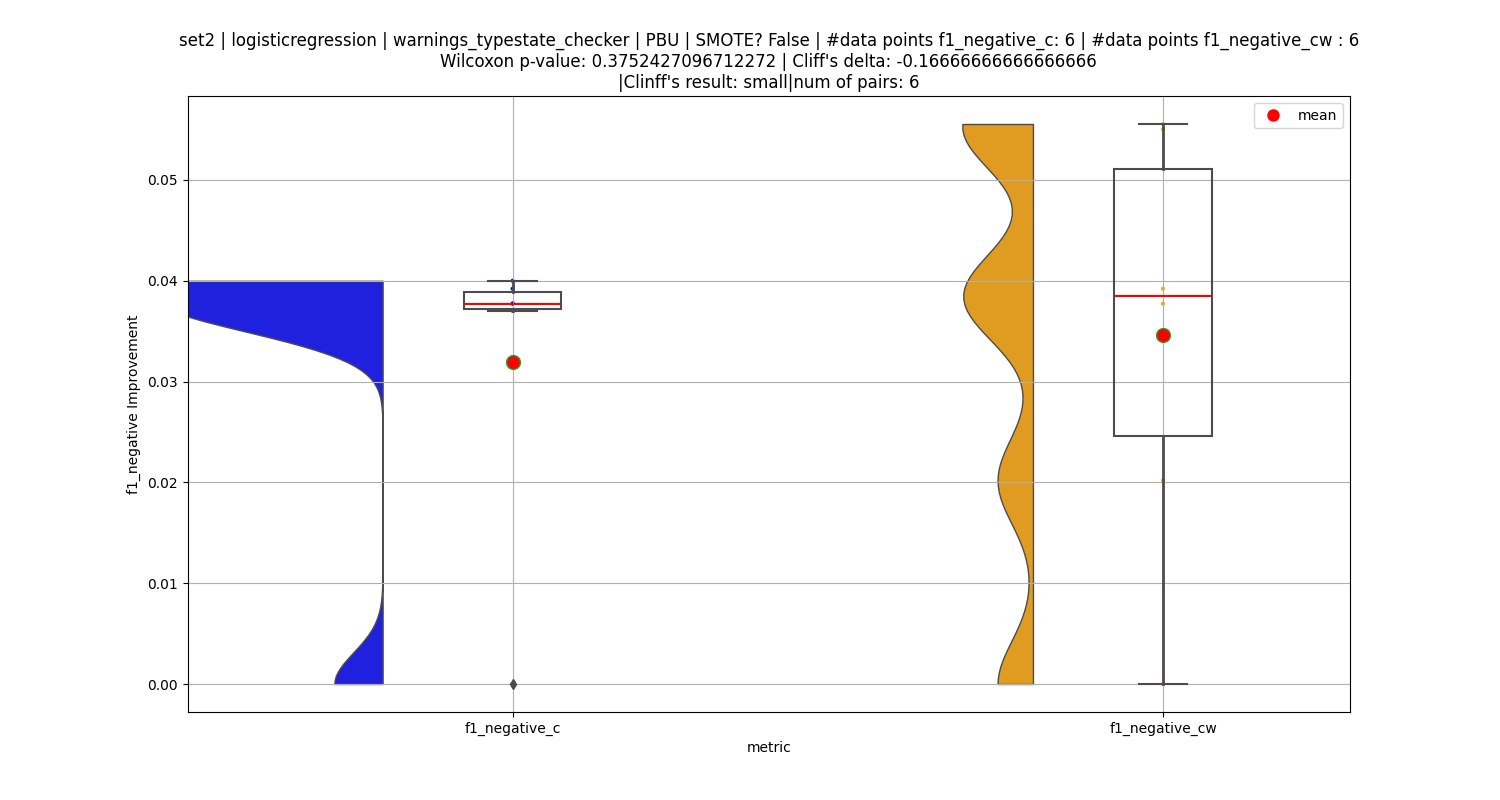 set2 | logisticregression | warnings_typestate_checker | PBU | SMOTE? False | #data points f1_negative_c: 6 | #data points f1_negative_cw : 6
Wilcoxon p-value: 0.3752427096712272 | Cliff's delta: -0.16666666666666666
|Clinff's result: small|num of pairs: 6
mean
0.05
0.04
0.03
0.02
0.01
0.00
f1_negative Improvement
f1_negative_c
f1_negative_cw
metric